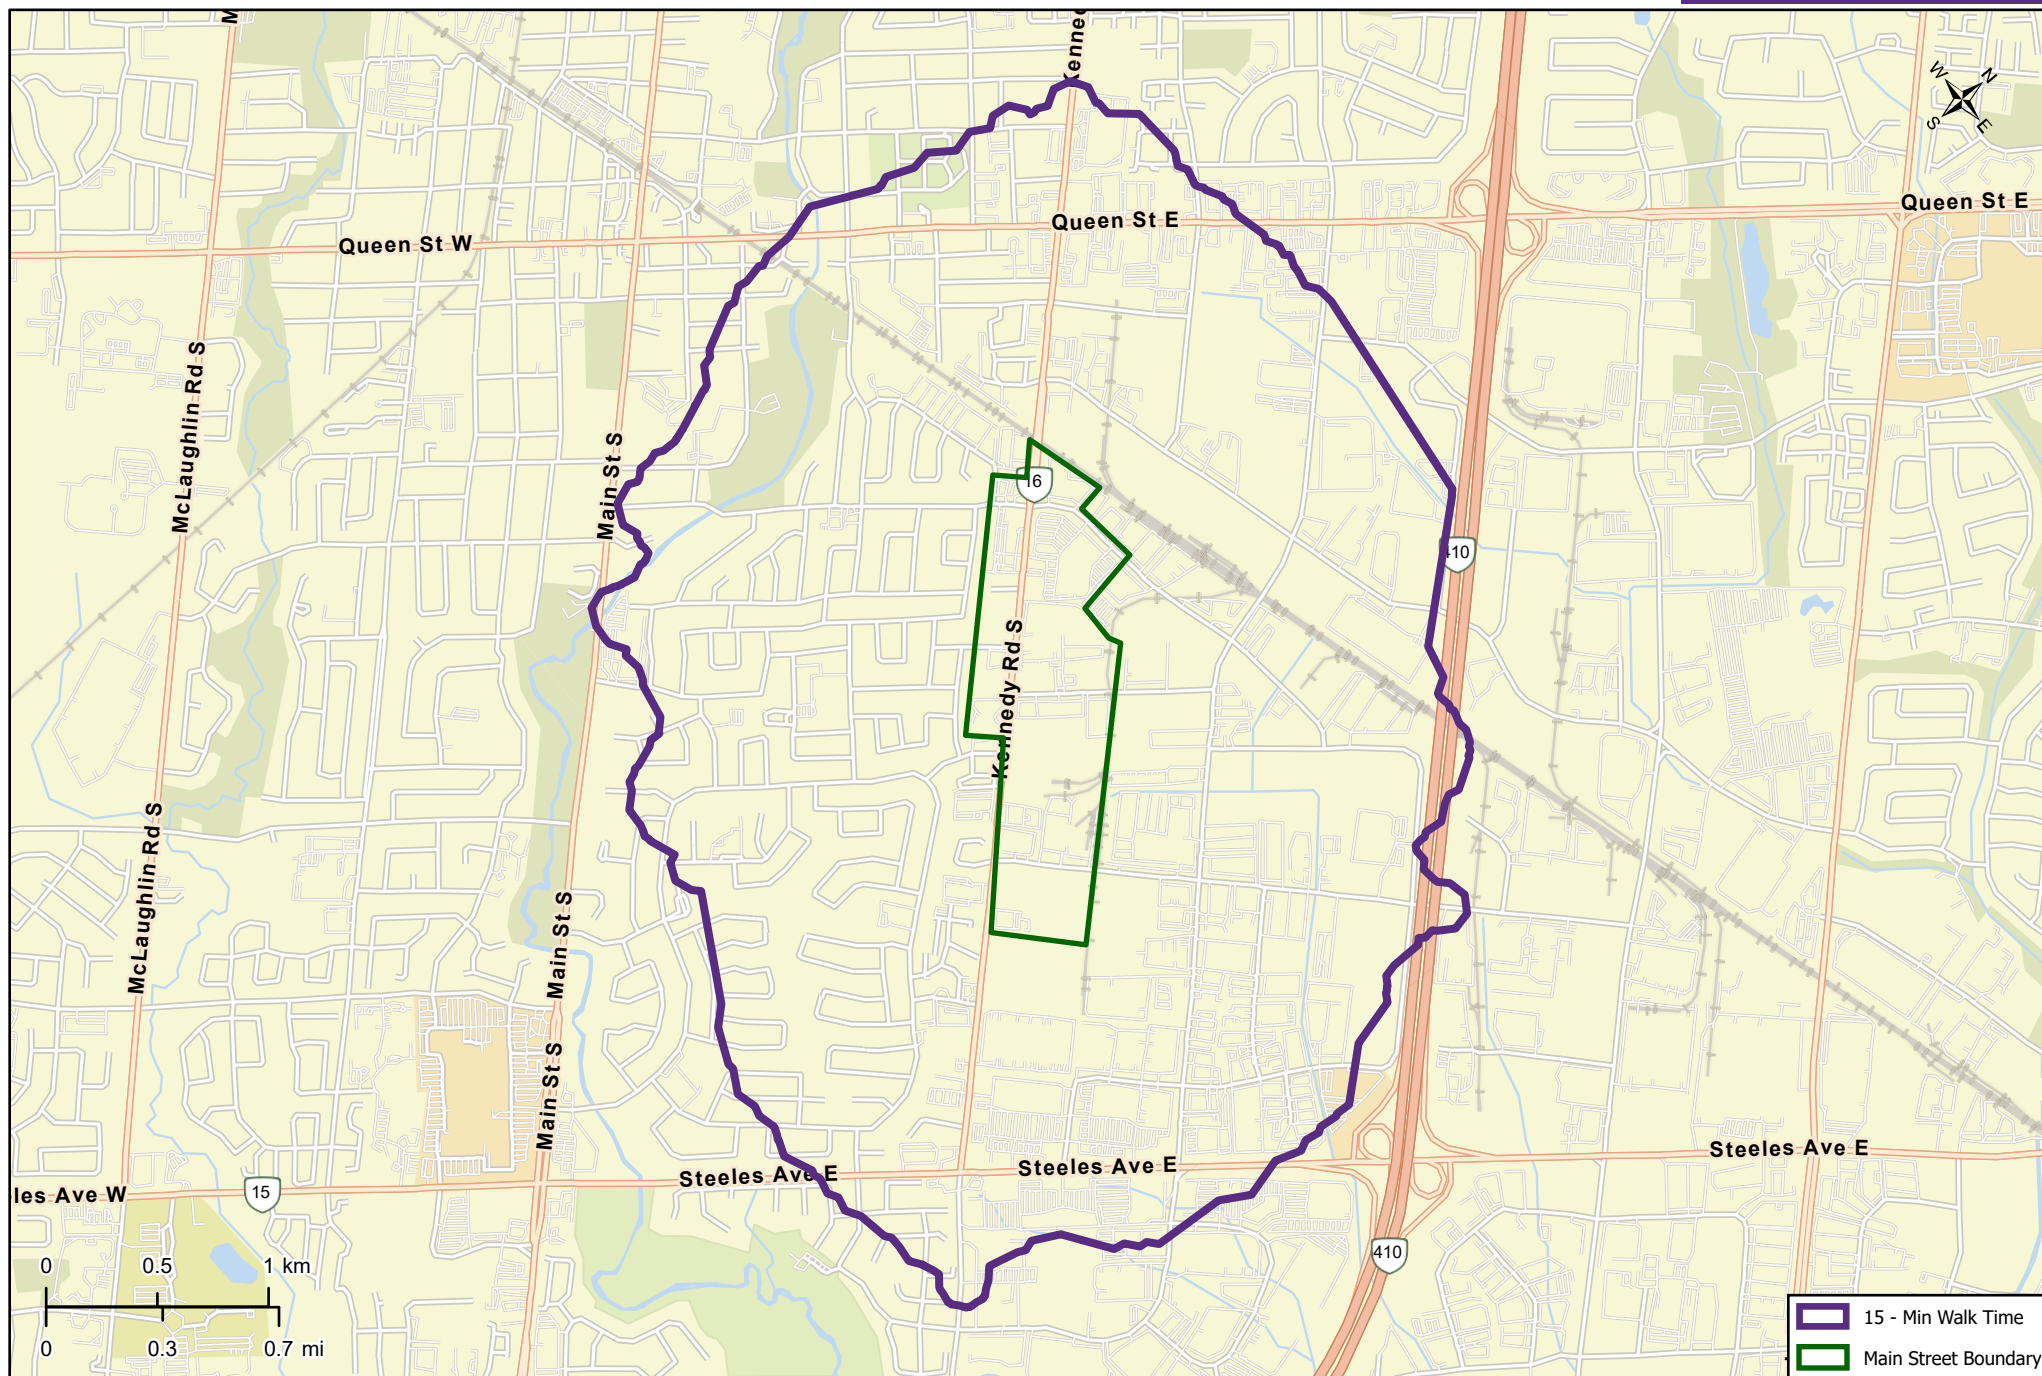 M
Kenned
W
N
S
E
Queen St W
Queen St E
Queen St E
McLaughlin Rd S
Main St S
16
410
Kennedy Rd S
McLaughlin Rd S
Main St S
Main St S
Steeles Ave E
Steeles Ave E
Steeles Ave E
les Ave W
15
410
0 0.5 1 km
0 0.3 0.7 mi
15 - Min Walk Time
Main Street Boundary